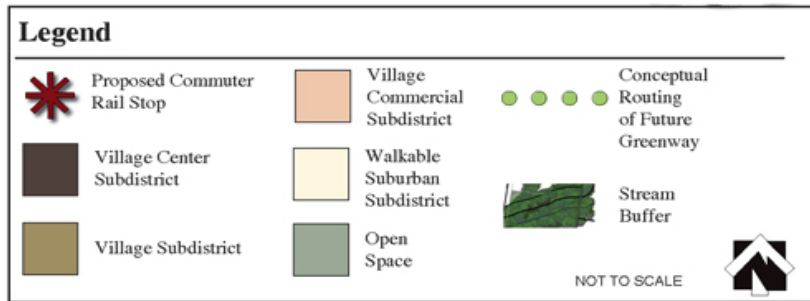 Legend
Proposed Commuter
Rail Stop
Village Center
Subdistrict
Village Subdistrict
Village
Commercial
Subdistrict
Walkable
Suburban
Subdistrict
Open
Space
Conceptual
Routing
of Future
Greenway
Stream
Buffer
NOT TO SCALE